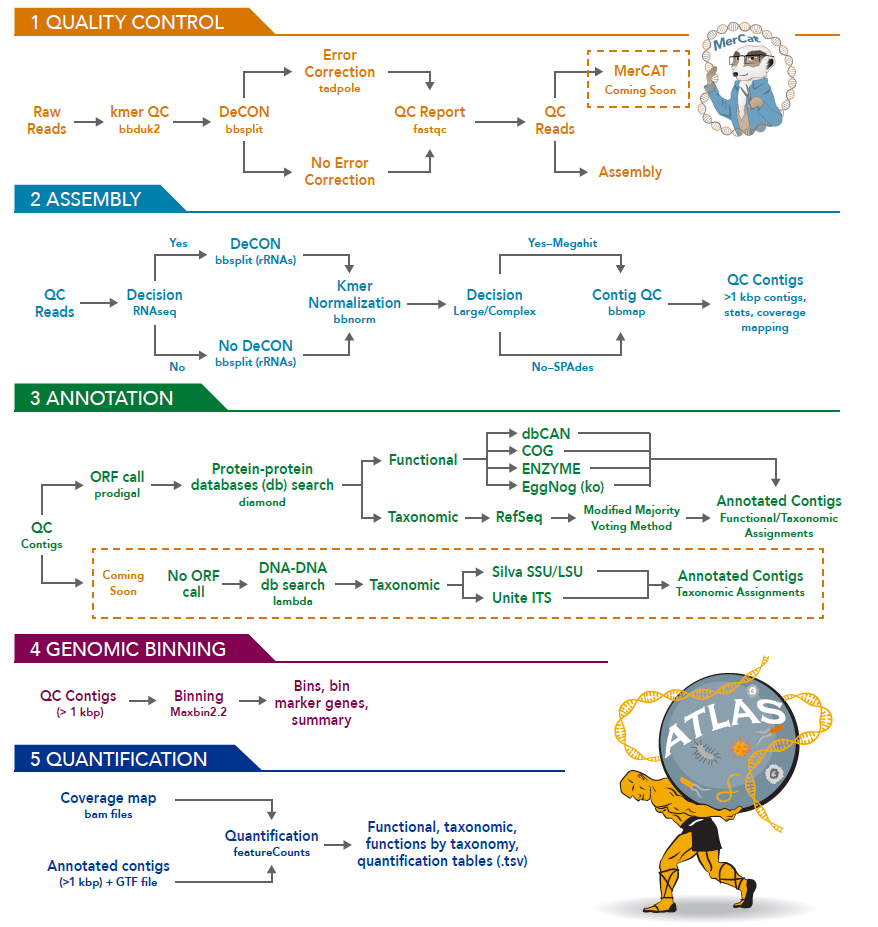 1 QUALITY CONTROL
MerCat
Raw
Reads
kmer QC
bbduk2
DeCON
bbsplit
Error
Correction
tadpole
No Error
Correction
QC Report
fastqc
QC
Reads
MerCAT
Coming Soon
Assembly
2 ASSEMBLY
QC
Reads
Decision
RNAseq
Yes
DeCON
bbsplit (rRNAs)
No
No DeCON
bbsplit (rRNAs)
Kmer
Normalization
bbnorm
Decision
Large/Complex
Yes–Megahit
No–SPAdes
Contig QC
bbmap
QC Contigs
>1 kbp contigs,
stats, coverage
mapping
3 ANNOTATION
QC
Contigs
ORF call
prodigal
Protein-protein
databases (db) search
diamond
Functional
dbCAN
COG
ENZYME
EggNog (ko)
Taxonomic
RefSeq
Modified Majority
Voting Method
Annotated Contigs
Functional/Taxonomic
Assignments
Coming
Soon
No ORF
call
DNA-DNA
db search
lambda
Taxonomic
Silva SSU/LSU
Unite ITS
Annotated Contigs
Taxonomic Assignments
4 GENOMIC BINNING
QC Contigs
(> 1 kbp)
Binning
Maxbin2.2
Bins, bin
marker genes,
summary
ATLAS
5 QUANTIFICATION
Coverage map
bam files
Annotated contigs
(>1 kbp) + GTF file
Quantification
featureCounts
Functional, taxonomic,
functions by taxonomy,
quantification tables (.tsv)